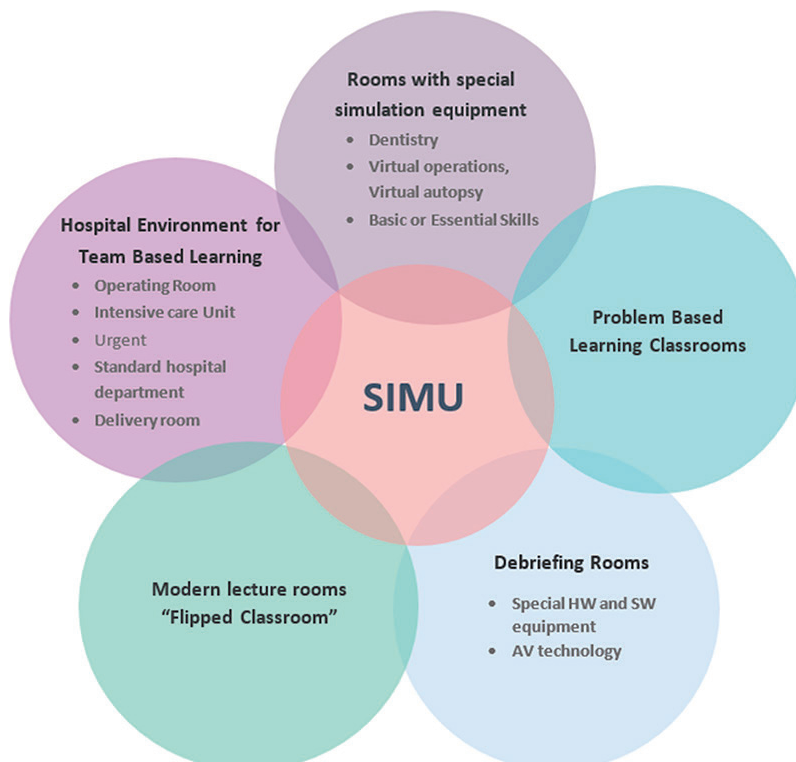 Rooms with special
simulation equipment
• Dentistry
• Virtual operations,
Virtual autopsy
• Basic or Essential Skills
Hospital Environment for
Team Based Learning
• Operating Room
• Intensive care Unit
• Urgent
• Standard hospital
department
• Delivery room
Problem Based
Learning Classrooms
SIMU
Modern lecture rooms
“Flipped Classroom”
Debriefing Rooms
• Special HW and SW
equipment
• AV technology